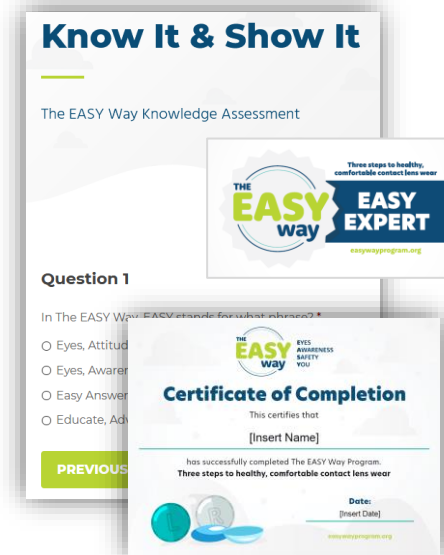 Know It & Show It
The EASY Way Knowledge Assessment
THE
EASY
way
Three steps to healthy,
comfortable contact lens wear
EASY
EXPERT
easywayprogram.org
Question 1
In The EASY Way, EASY stands for what phrase? *
Eyes,
Eyes,
Easy Answer
Educate,
PREVIOUS
THE
EASY
way
EYES
AWARENESS
SAFETY
YOU
Certificate of Completion
This certifies that
[Insert Name]
has successfully completed The EASY Way Program.
Three steps to healthy, comfortable contact lens wear
Date:
[Insert Date]
L
R
easywayprogram.org